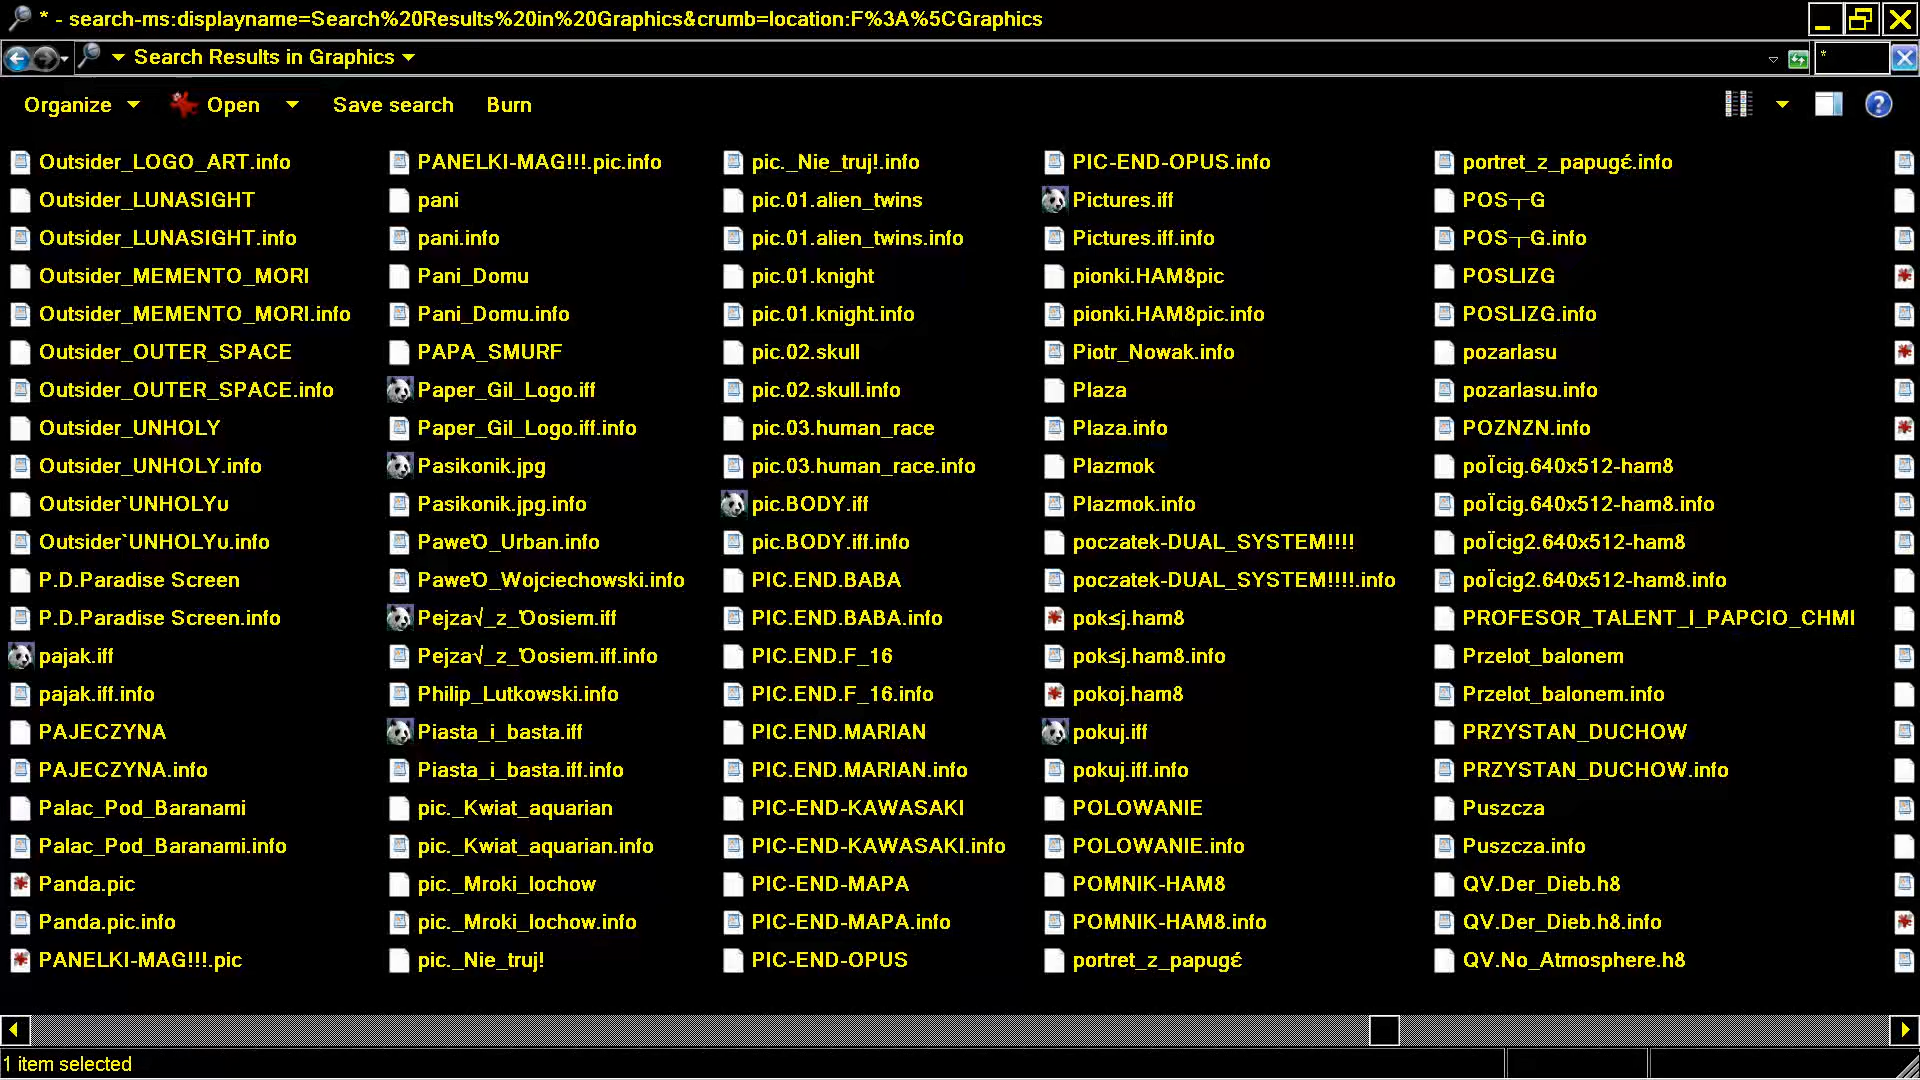 * - search-ms:displayname=Search%20Results%20in%20Graphics&crumb=location:F%3A%5CGraphics
Search Results in Graphics
*
Organize Open Save search Burn
Outsider_LOGO_ART.info
Outsider_LUNASIGHT
Outsider_LUNASIGHT.info
Outsider_MEMENTO_MORI
Outsider_MEMENTO_MORI.info
Outsider_OUTER_SPACE
Outsider_OUTER_SPACE.info
Outsider_UNHOLY
Outsider_UNHOLY.info
Outsider`UNHOLYu
Outsider`UNHOLYu.info
P.D.Paradise Screen
P.D.Paradise Screen.info
pajak.iff
pajak.iff.info
PAJECZYNA
PAJECZYNA.info
Palac_Pod_Baranami
Palac_Pod_Baranami.info
Panda.pic
Panda.pic.info
PANELKI-MAG!!!.pic
PANELKI-MAG!!!.pic.info
pani
pani.info
Pani_Domu
Pani_Domu.info
PAPA_SMURF
Paper_Gil_Logo.iff
Paper_Gil_Logo.iff.info
Pasikonik.jpg
Pasikonik.jpg.info
PaweΌ_Urban.info
PaweΌ_Wojciechowski.info
Pejza√_z_Όosiem.iff
Pejza√_z_Όosiem.iff.info
Philip_Lutkowski.info
Piasta_i_basta.iff
Piasta_i_basta.iff.info
pic._Kwiat_aquarian
pic._Kwiat_aquarian.info
pic._Mroki_lochow
pic._Mroki_lochow.info
pic._Nie_truj!
pic._Nie_truj!.info
pic.01.alien_twins
pic.01.alien_twins.info
pic.01.knight
pic.01.knight.info
pic.02.skull
pic.02.skull.info
pic.03.human_race
pic.03.human_race.info
pic.BODY.iff
pic.BODY.iff.info
PIC.END.BABA
PIC.END.BABA.info
PIC.END.F_16
PIC.END.F_16.info
PIC.END.MARIAN
PIC.END.MARIAN.info
PIC-END-KAWASAKI
PIC-END-KAWASAKI.info
PIC-END-MAPA
PIC-END-MAPA.info
PIC-END-OPUS
PIC-END-OPUS.info
Pictures.iff
Pictures.iff.info
pionki.HAM8pic
pionki.HAM8pic.info
Piotr_Nowak.info
Plaza
Plaza.info
Plazmok
Plazmok.info
poczatek-DUAL_SYSTEM!!!!
poczatek-DUAL_SYSTEM!!!!.info
pok≤j.ham8
pok≤j.ham8.info
pokoj.ham8
pokuj.iff
pokuj.iff.info
POLOWANIE
POLOWANIE.info
POMNIK-HAM8
POMNIK-HAM8.info
portret_z_papugέ
portret_z_papugέ.info
POS┬G
POS┬G.info
POSLIZG
POSLIZG.info
pozarlasu
pozarlasu.info
POZNZN.info
poΪcig.640x512-ham8
poΪcig.640x512-ham8.info
poΪcig2.640x512-ham8
poΪcig2.640x512-ham8.info
PROFESOR_TALENT_I_PAPCIO_CHMI
Przelot_balonem
Przelot_balonem.info
PRZYSTAN_DUCHOW
PRZYSTAN_DUCHOW.info
Puszcza
Puszcza.info
QV.Der_Dieb.h8
QV.Der_Dieb.h8.info
QV.No_Atmosphere.h8
1 item selected